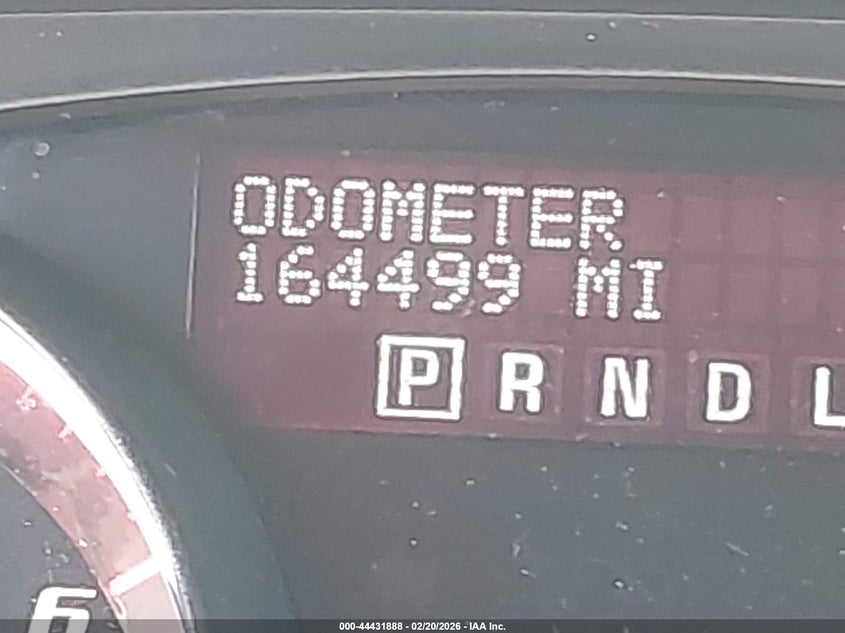 ODOMETER
164499 MI
P R N D L
6
000-44431888 - 02/20/2026 - IAA Inc.